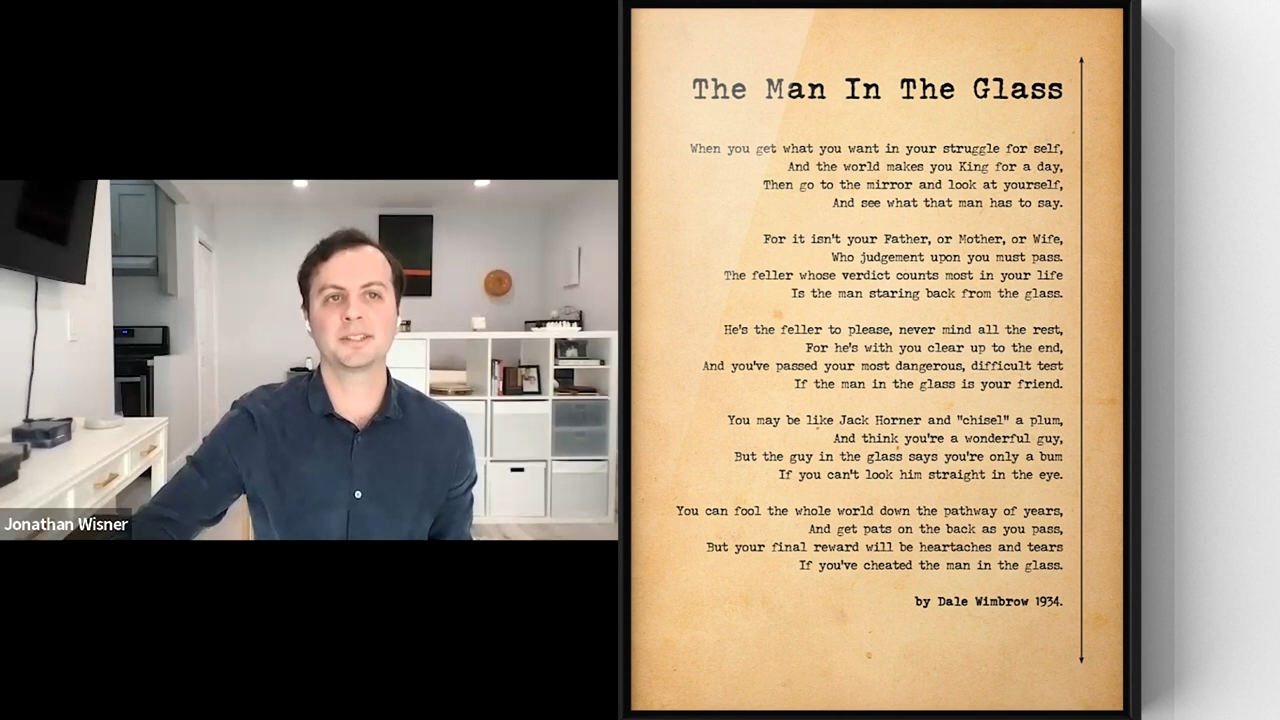 Jonathan Wisner
The Man In The Glass
When you get what you want in your struggle for self,
And the world makes you King for a day,
Then go to the mirror and look at yourself,
And see what that man has to say.
For it isn't your Father, or Mother, or Wife,
Who judgement upon you must pass.
The feller whose verdict counts most in your life
Is the man staring back from the glass.
He's the feller to please, never mind all the rest,
For he's with you clear up to the end,
And you've passed your most dangerous, difficult test
If the man in the glass is your friend.
You may be like Jack Horner and "chisel" a plum,
And think you're a wonderful guy,
But the guy in the glass says you're only a bum
If you can't look him straight in the eye.
You can fool the whole world down the pathway of years,
And get pats on the back as you pass,
But your final reward will be heartaches and tears
If you've cheated the man in the glass.
by Dale Wimbrow 1934.